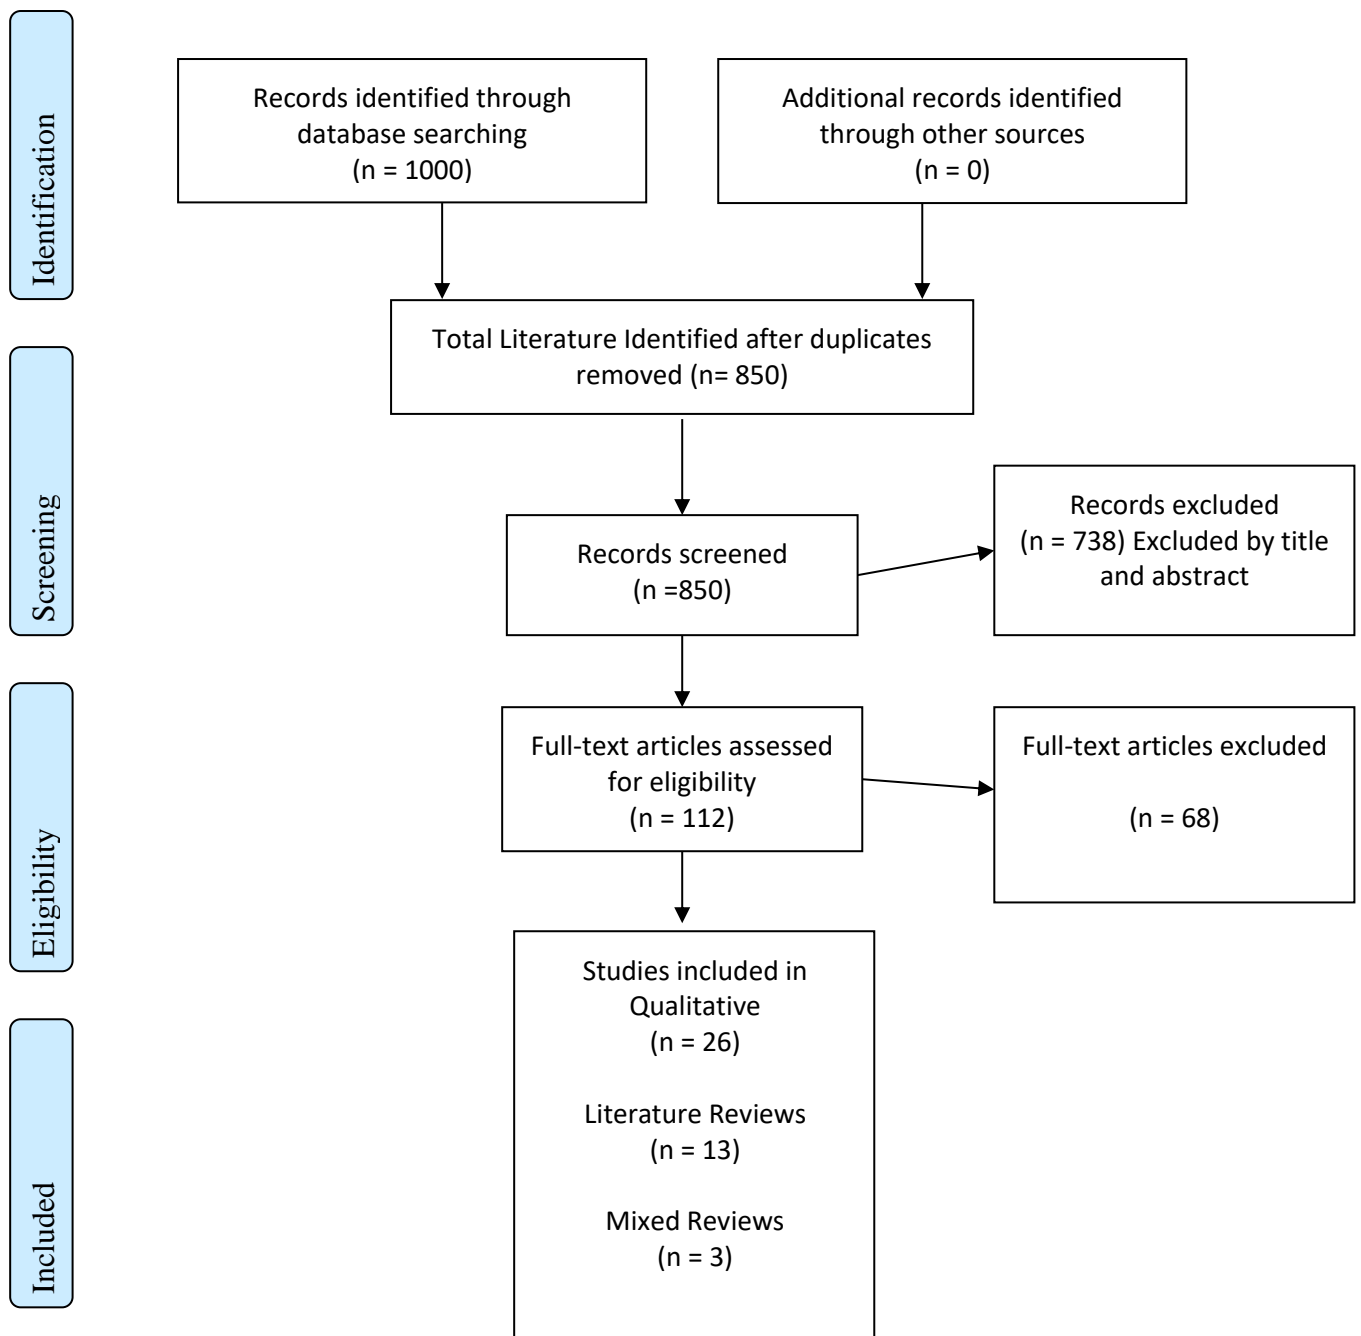 Identification
Records identified through
database searching
(n = 1000)
Additional records identified
through other sources
(n = 0)
Total Literature Identified after duplicates
removed (n= 850)
Screening
Records screened
(n =850)
Records excluded
(n = 738) Excluded by title
and abstract
Eligibility
Full-text articles assessed
for eligibility
(n = 112)
Full-text articles excluded
(n = 68)
Included
Studies included in
Qualitative
(n = 26)
Literature Reviews
(n = 13)
Mixed Reviews
(n = 3)